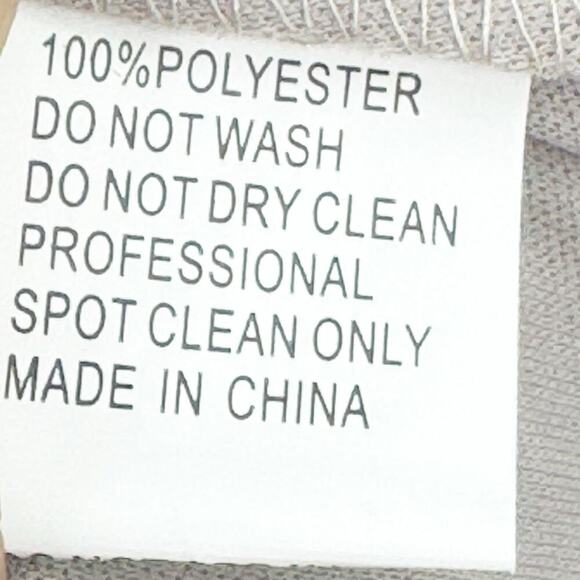 100%POLYESTER
DO NOT WASH
DO NOT DRY CLEAN
PROFESSIONAL
SPOT CLEAN ONLY
MADE IN CHINA